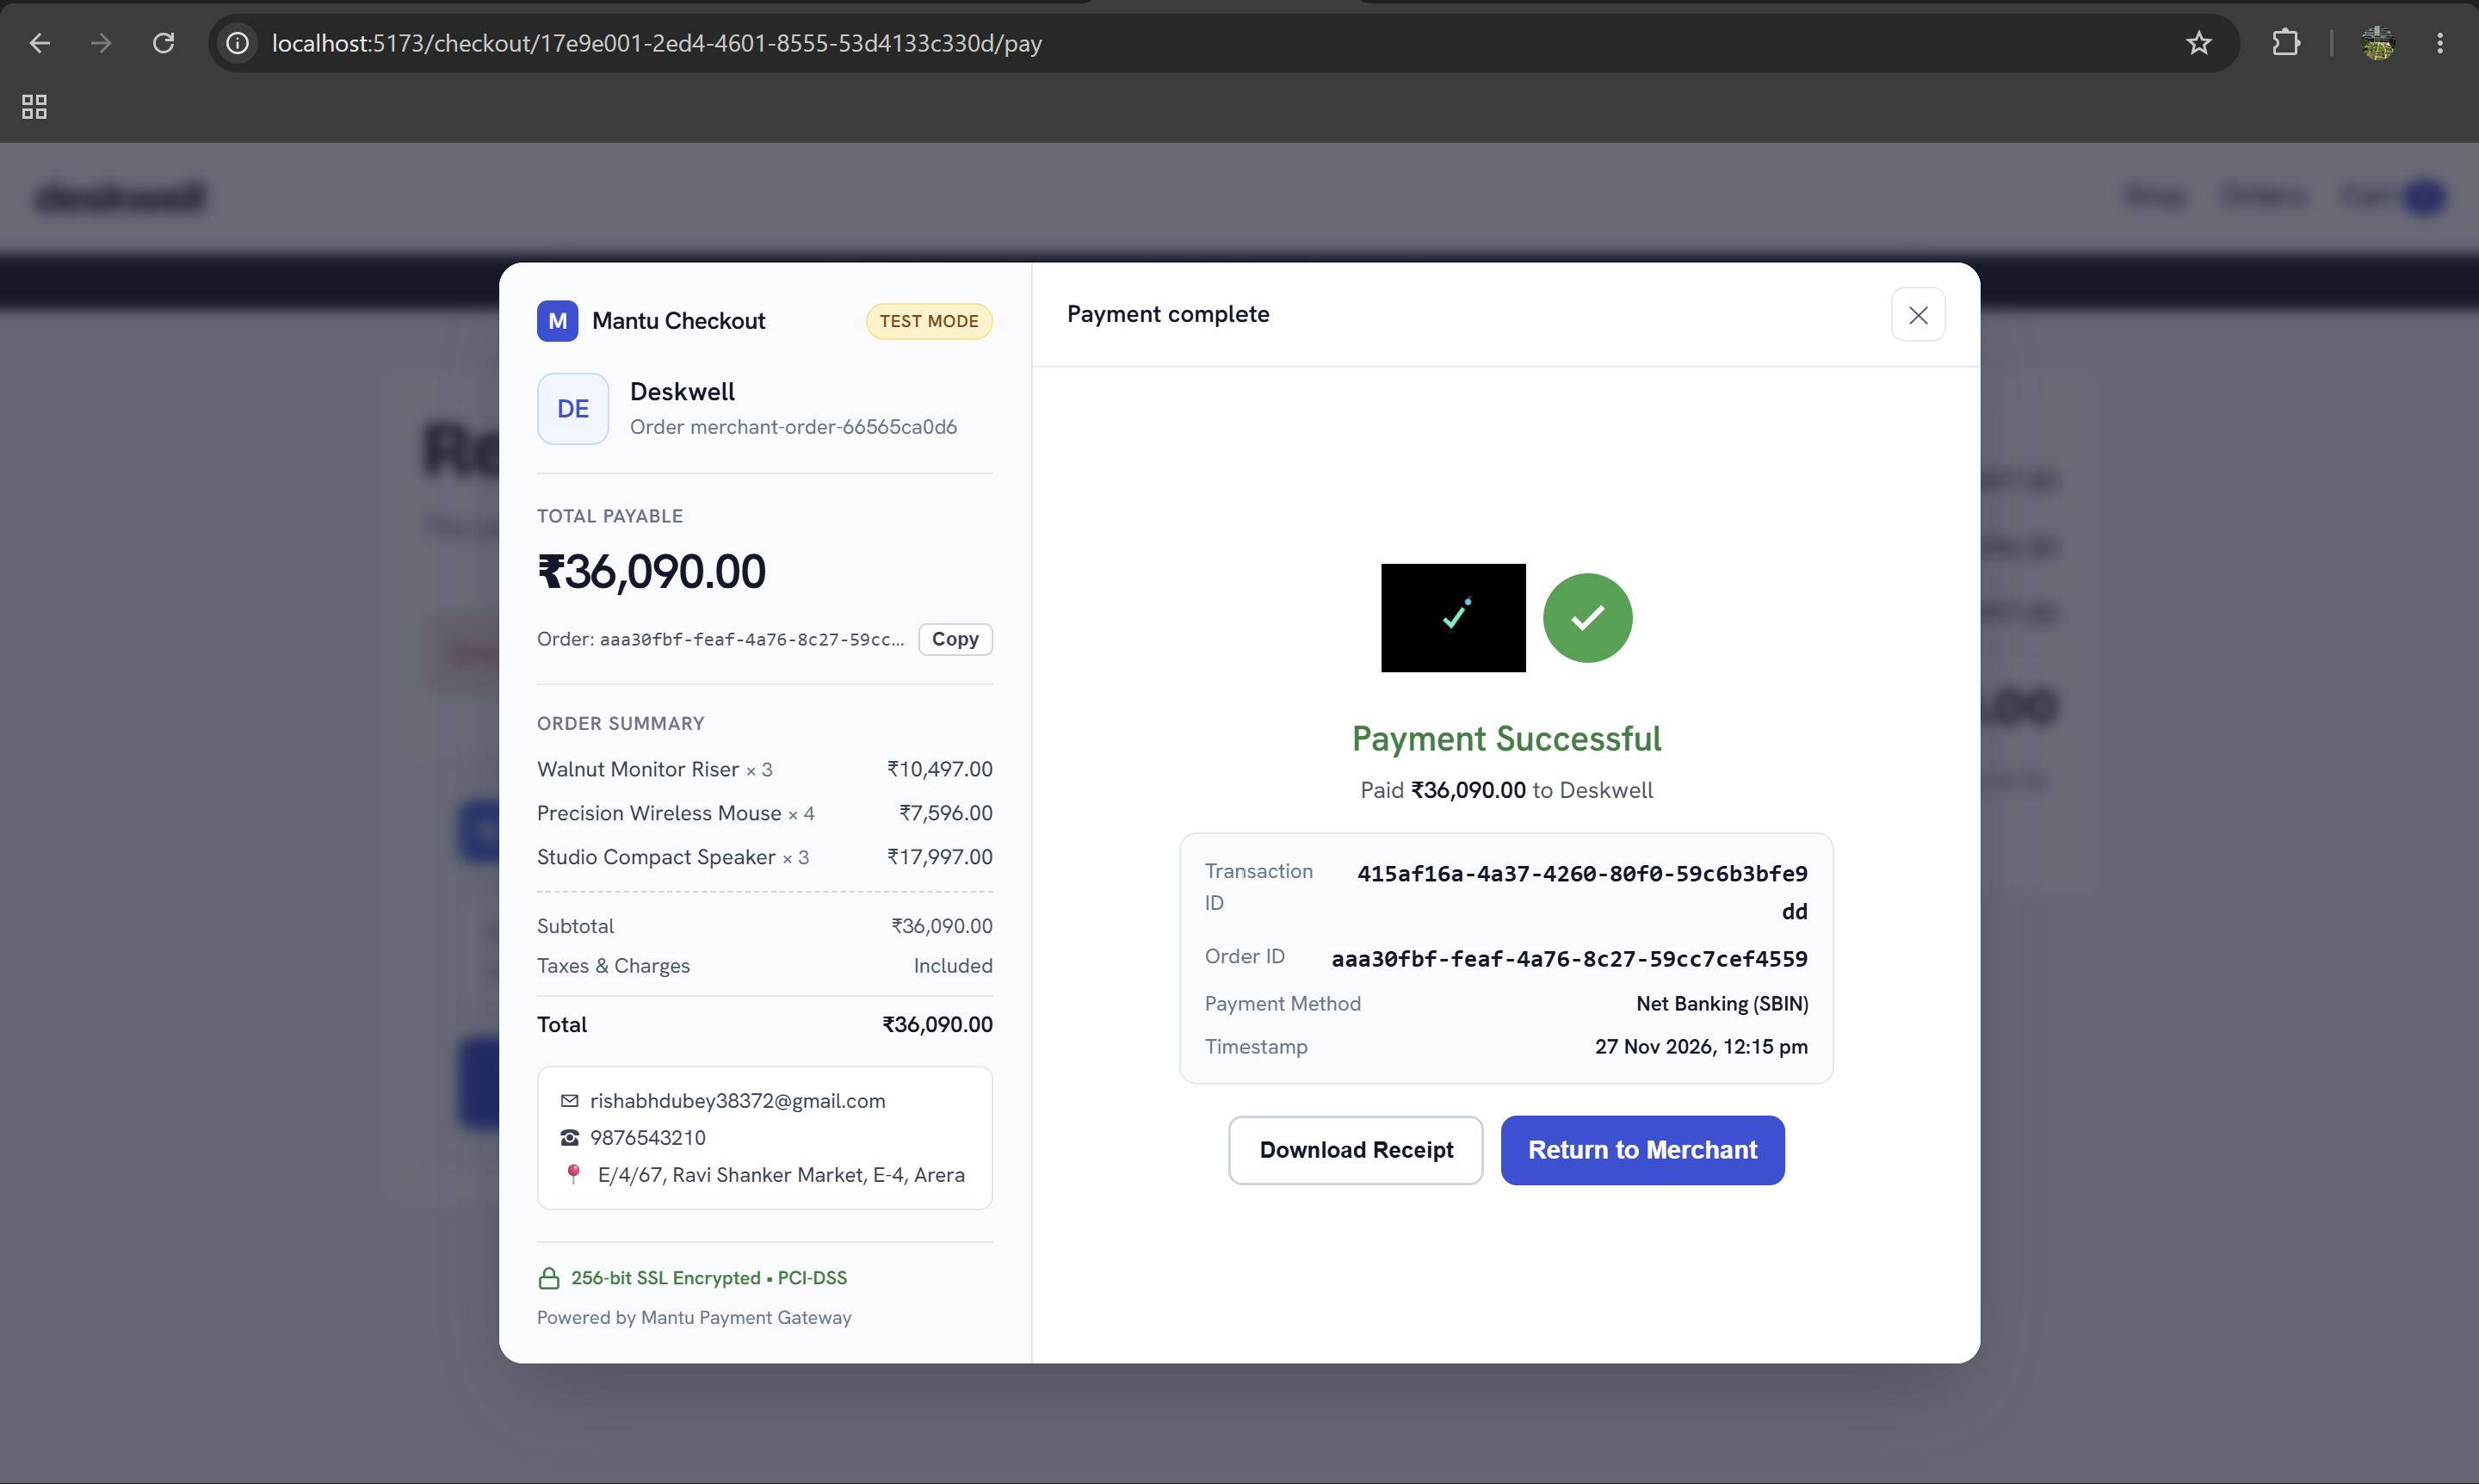 localhost:5173/checkout/17e9e001-2ed4-4601-8555-53d4133c330d/pay
deskwell
Shop Orders Cart
M Mantu Checkout TEST MODE
DE
Deskwell
Order merchant-order-66565ca0d6
TOTAL PAYABLE
₹36,090.00
Order: aaa30fbf-feaf-4a76-8c27-59cc... Copy
ORDER SUMMARY
Walnut Monitor Riser × 3 ₹10,497.00
Precision Wireless Mouse × 4 ₹7,596.00
Studio Compact Speaker × 3 ₹17,997.00
Subtotal ₹36,090.00
Taxes & Charges Included
Total ₹36,090.00
rishabhdubey38372@gmail.com
9876543210
E/4/67, Ravi Shanker Market, E-4, Arera
256-bit SSL Encrypted • PCI-DSS
Powered by Mantu Payment Gateway
Payment complete
Payment Successful
Paid ₹36,090.00 to Deskwell
Transaction ID 415af16a-4a37-4260-80f0-59c6b3bfe9
dd
Order ID aaa30fbf-feaf-4a76-8c27-59cc7cef4559
Payment Method Net Banking (SBIN)
Timestamp 27 Nov 2026, 12:15 pm
Download Receipt Return to Merchant